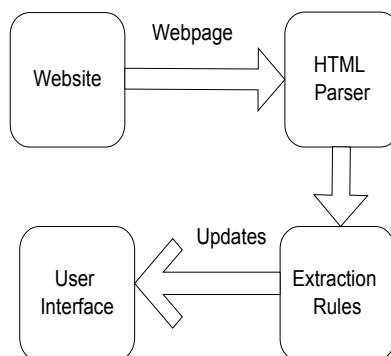 Webpage
Website
HTML
Parser
Updates
User
Interface
Extraction
Rules